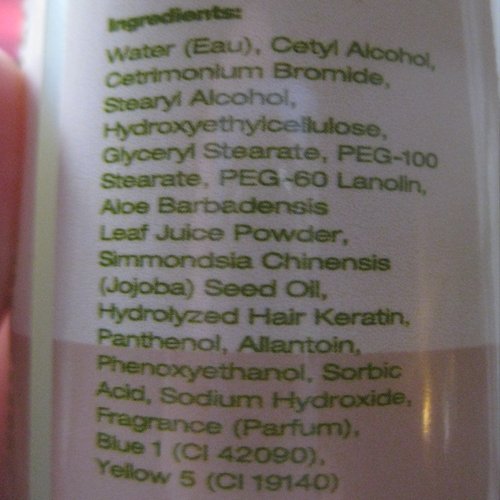 Ingredients:
Water (Eau), Cetyl Alcohol,
Cetrimonium Bromide,
Stearyl Alcohol,
Hydroxyethylcellulose,
Glyceryl Stearate, PEG-100
Stearate, PEG-60 Lanolin,
Aloe Barbadensis
Leaf Juice Powder,
Simmondsia Chinensis
(Jojoba) Seed Oil,
Hydrolyzed Hair Keratin,
Panthenol, Allantoin,
Phenoxyethanol, Sorbic
Acid, Sodium Hydroxide,
Fragrance (Parfum),
Blue 1 (CI 42090),
Yellow 5 (CI 19140)